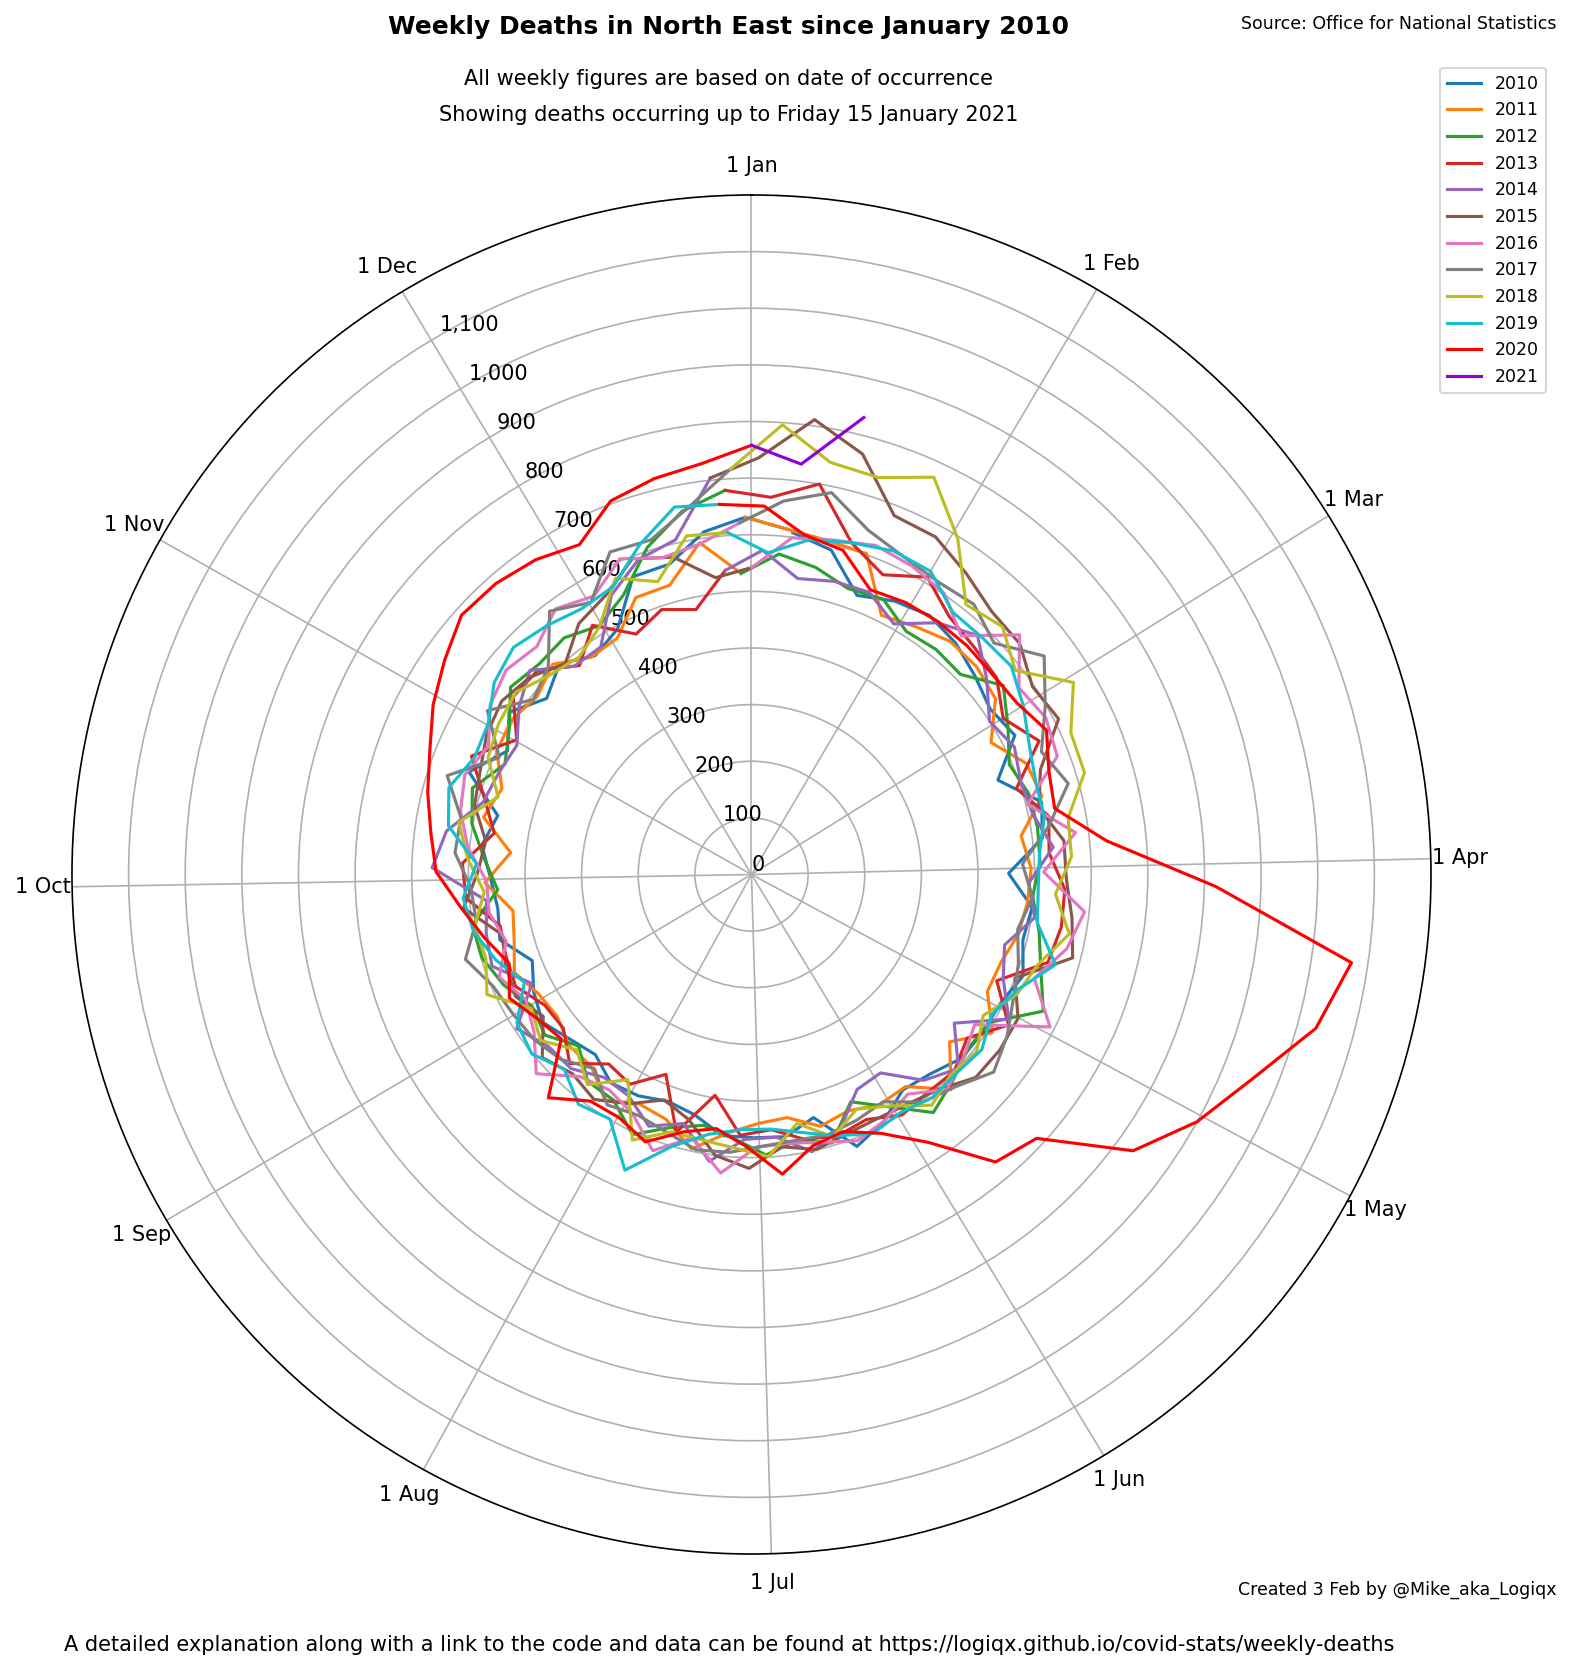 Weekly Deaths in North East since January 2010
Source: Office for National Statistics
All weekly figures are based on date of occurrence
Showing deaths occurring up to Friday 15 January 2021
2010
2011
2012
2013
2014
2015
2016
2017
2018
2019
2020
2021
1 Jan
1 Feb
1 Mar
1 Apr
1 May
1 Jun
1 Jul
1 Aug
1 Sep
1 Oct
1 Nov
1 Dec
1,100
1,000
900
800
700
600
500
400
300
200
100
0
Created 3 Feb by @Mike_aka_Logiqx
A detailed explanation along with a link to the code and data can be found at https://logiqx.github.io/covid-stats/weekly-deaths